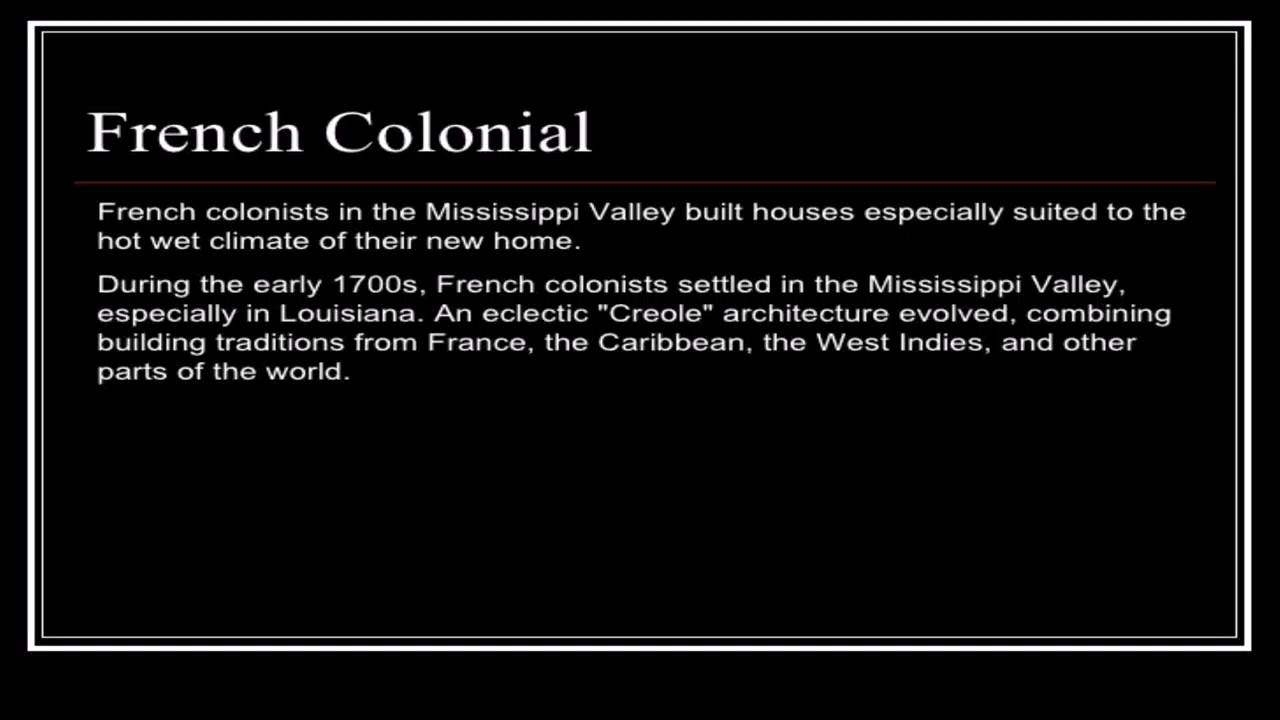 French Colonial
French colonists in the Mississippi Valley built houses especially suited to the
hot wet climate of their new home.
During the early 1700s, French colonists settled in the Mississippi Valley,
especially in Louisiana. An eclectic "Creole" architecture evolved, combining
building traditions from France, the Caribbean, the West Indies, and other
parts of the world.